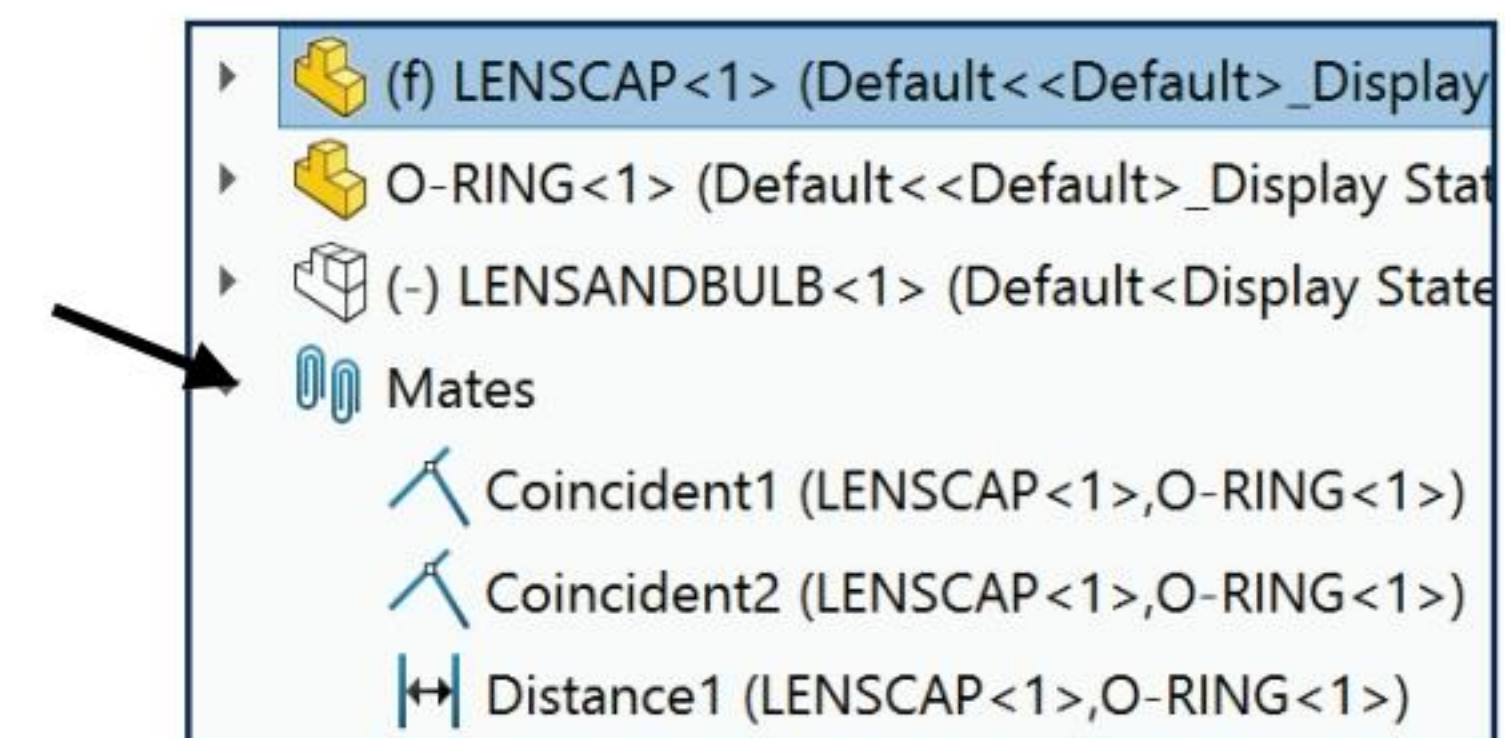 (f) LENSCAP<1> (Default<<Default>_Display
O-RING<1> (Default<<Default>_Display Stat
(-) LENSANDBULB<1> (Default<Display State
Mates
Coincident1 (LENSCAP<1>,O-RING<1>)
Coincident2 (LENSCAP<1>,O-RING<1>)
Distance1 (LENSCAP<1>,O-RING<1>)